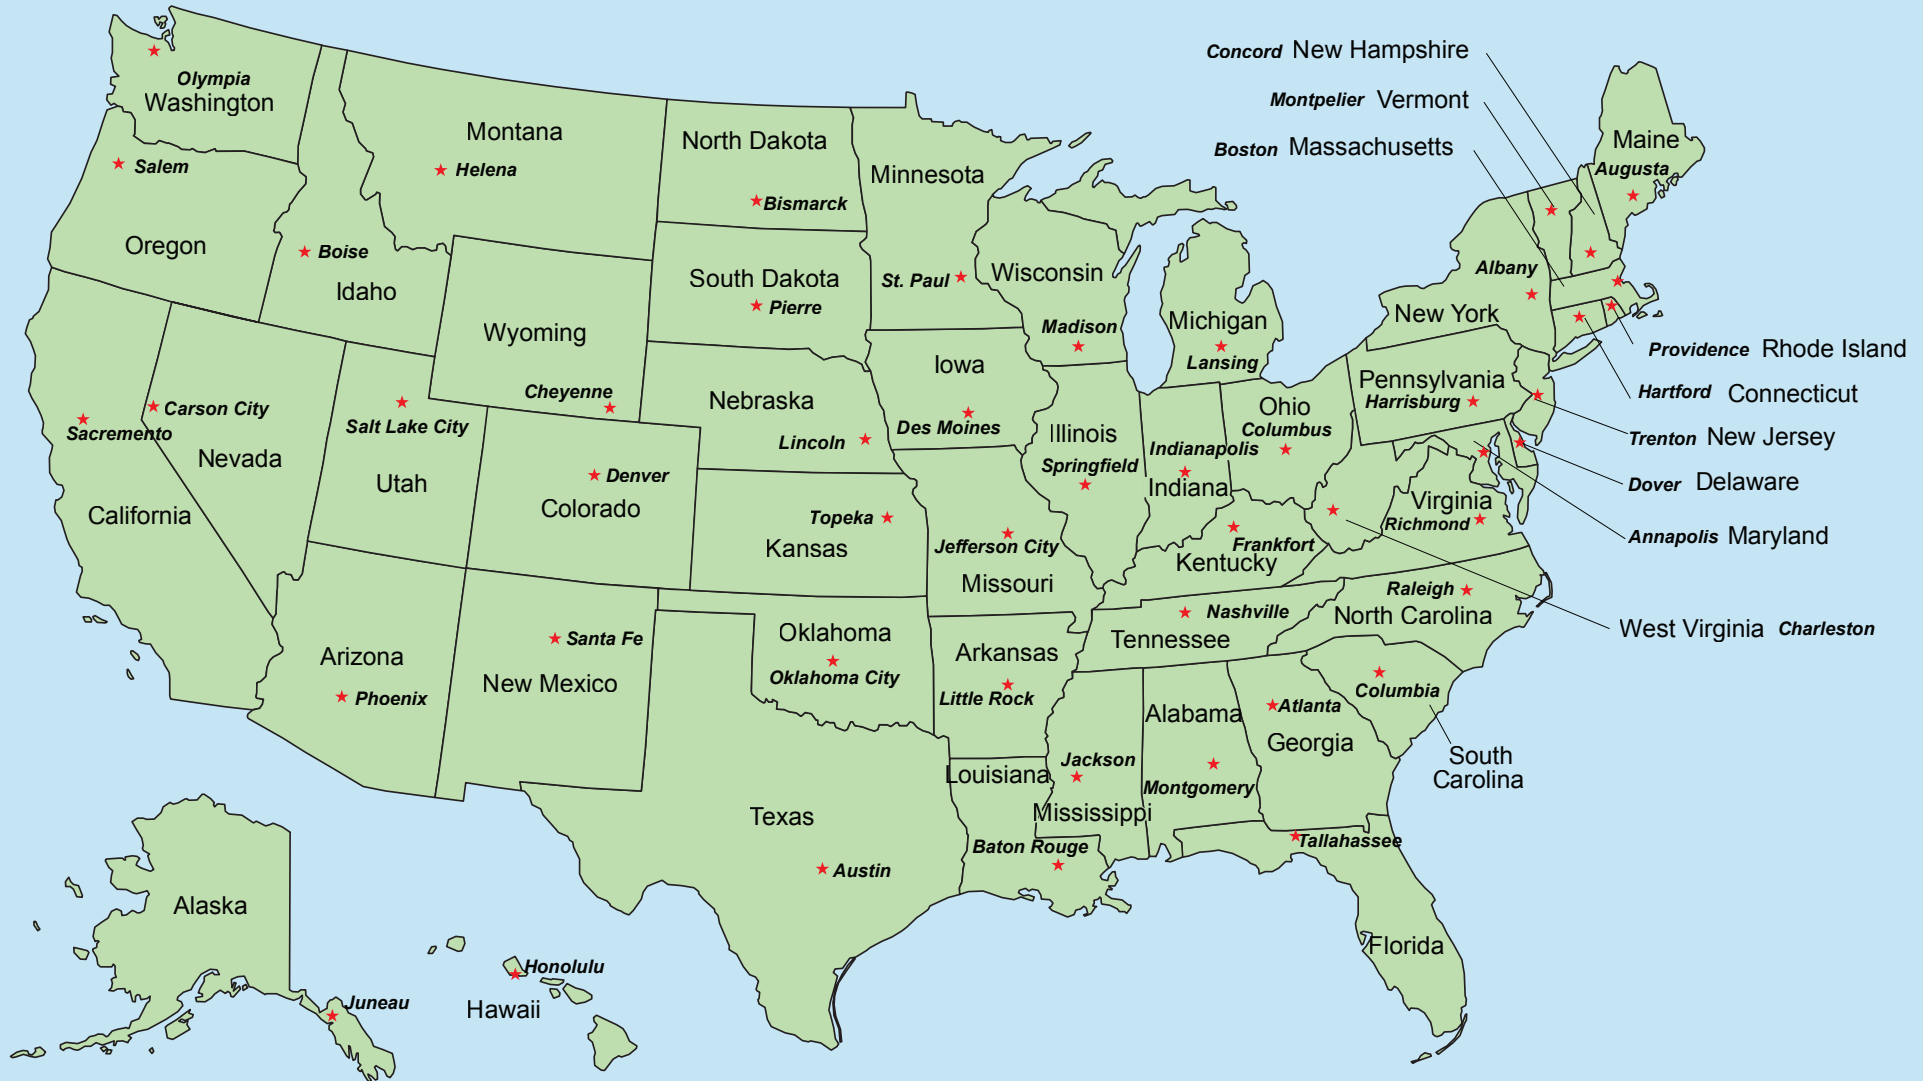 Concord New Hampshire
Montpelier Vermont
Boston Massachusetts
Olympia
Washington
Montana
North Dakota
Maine
Augusta
Salem
Helena
Minnesota
Bismarck
Oregon
Boise
Idaho
South Dakota
Pierre
St. Paul
Wisconsin
Albany
New York
Wyoming
Madison
Michigan
Lansing
Providence Rhode Island
Cheyenne
Iowa
Pennsylvania
Harrisburg
Hartford Connecticut
Nebraska
Lincoln
Des Moines
Ohio
Columbus
Carson City
Sacremento
Nevada
Salt Lake City
Utah
Illinois
Springfield
Indianapolis
Indiana
Trenton New Jersey
Denver
Colorado
Dover Delaware
California
Topeka
Kansas
Virginia
Richmond
Annapolis Maryland
Jefferson City
Missouri
Frankfort
Kentucky
Raleigh
North Carolina
Nashville
Tennessee
West Virginia Charleston
Santa Fe
New Mexico
Oklahoma
Oklahoma City
Arkansas
Little Rock
Arizona
Phoenix
Columbia
Alabama
Atlanta
Georgia
South
Carolina
Jackson
Louisiana
Montgomery
Mississippi
Texas
Baton Rouge
Tallahassee
Austin
Alaska
Florida
Honolulu
Hawaii
Juneau